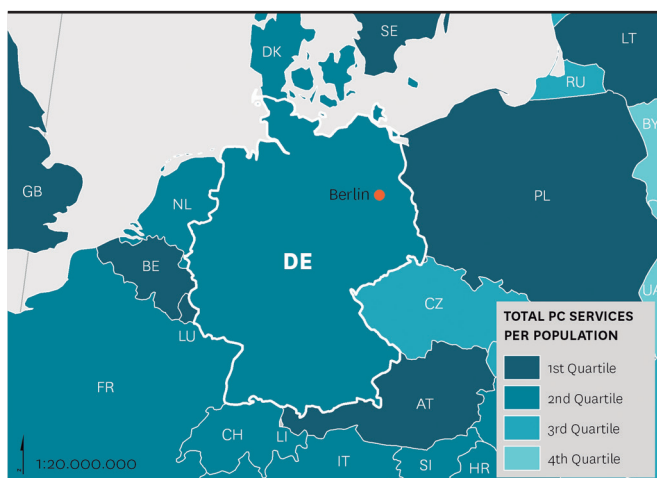 DK
SE
LT
RU
BY
GB
NL
Berlin
PL
BE
DE
UA
CZ
LU
TOTAL PC SERVICES
PER POPULATION
1st Quartile
2nd Quartile
3rd Quartile
4th Quartile
FR
AT
CH
LI
IT
SI
HR
1:20.000.000